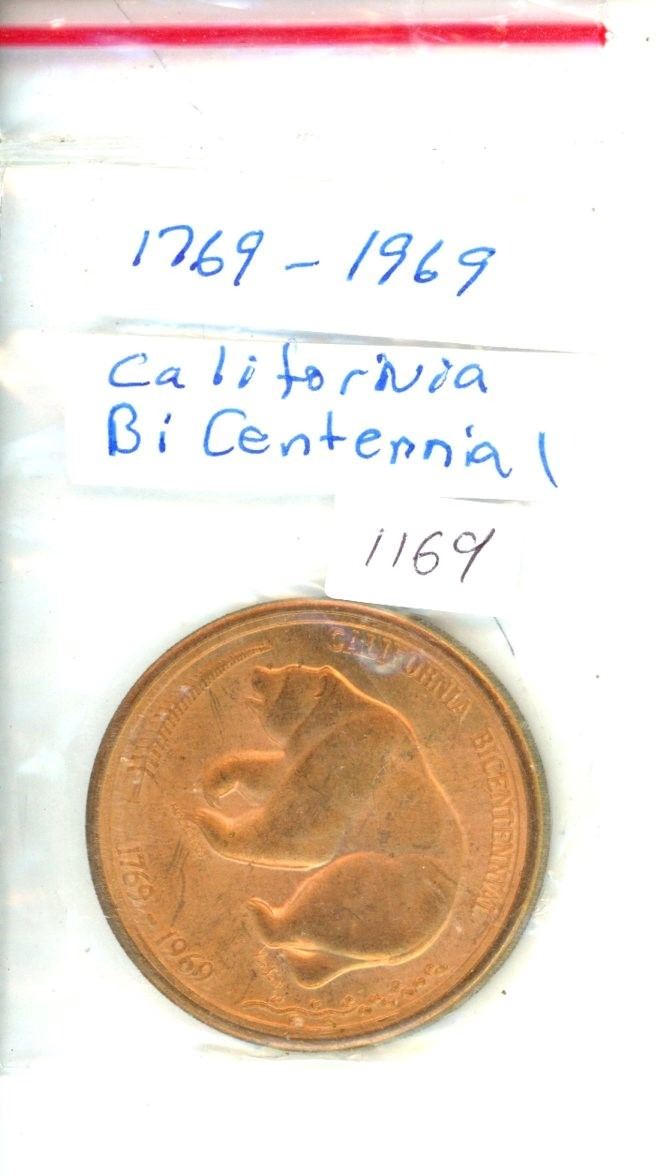 1769 - 1969
California
Bi Centennial
1169
CALIFORNIA BICENTENNIAL
1769 - 1969